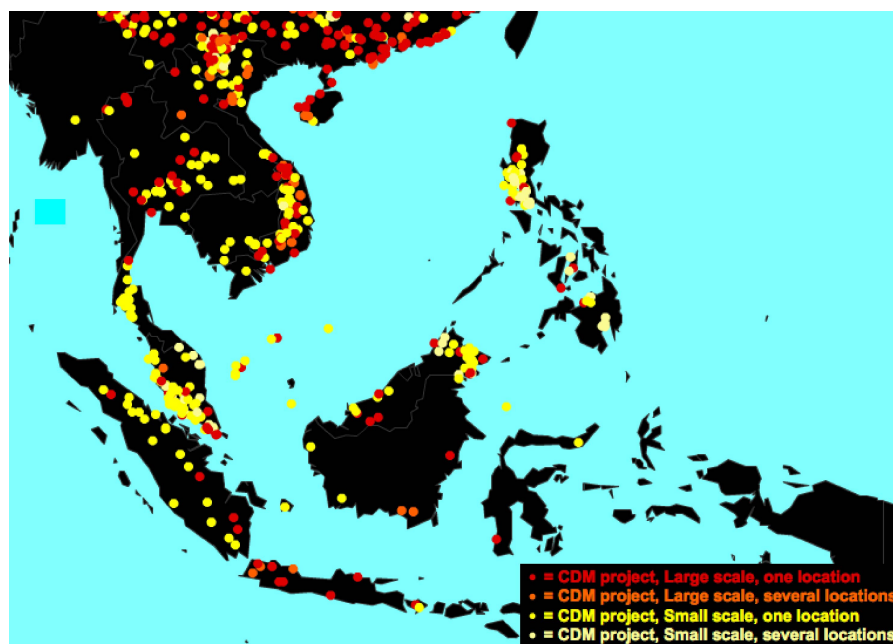 = CDM project, Large scale, one location
= CDM project, Large scale, several locations
= CDM project, Small scale, one location
= CDM project, Small scale, several locations